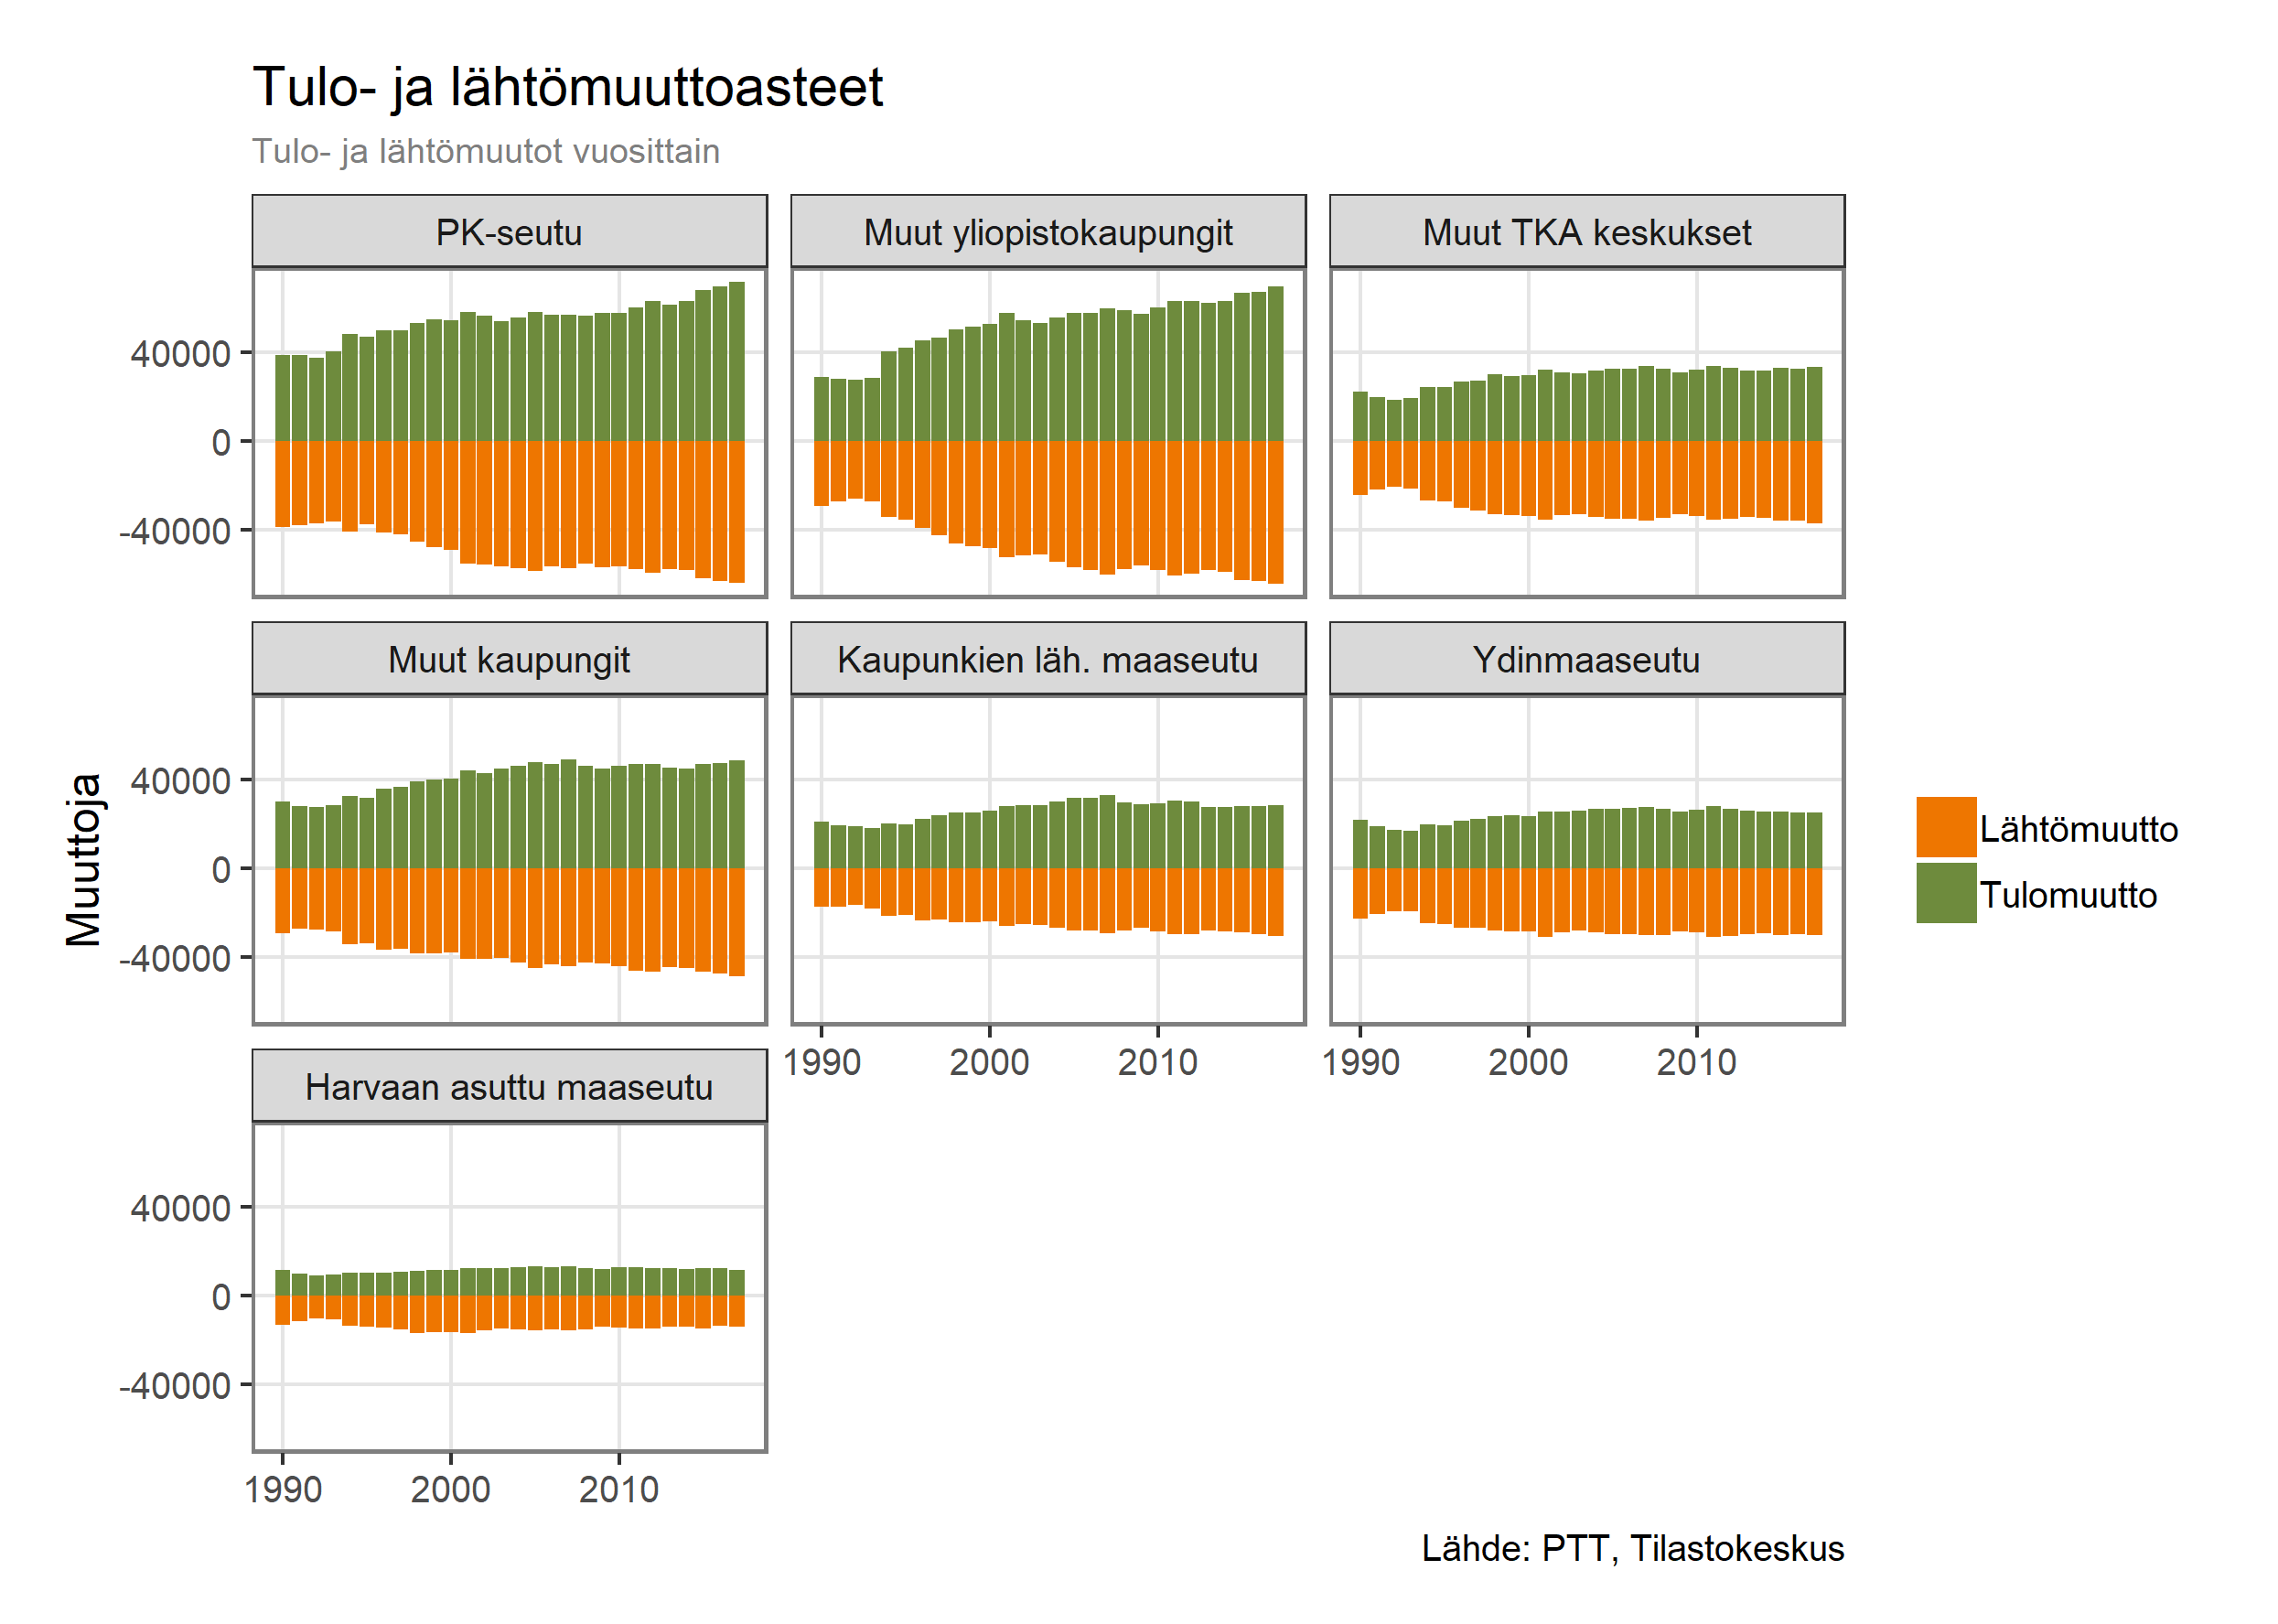 Tulo- ja lähtömuuttoasteet
Tulo- ja lähtömuutot vuosittain
PK-seutu
Muut yliopistokaupungit
Muut TKA keskukset
40000
0
-40000
Muut kaupungit
Kaupunkien läh. maaseutu
Ydinmaaseutu
40000
0
-40000
Muuttoja
Lähtömuutto
Tulomuutto
1990 2000 2010
1990 2000 2010
Harvaan asuttu maaseutu
40000
0
-40000
1990 2000 2010
Lähde: PTT, Tilastokeskus